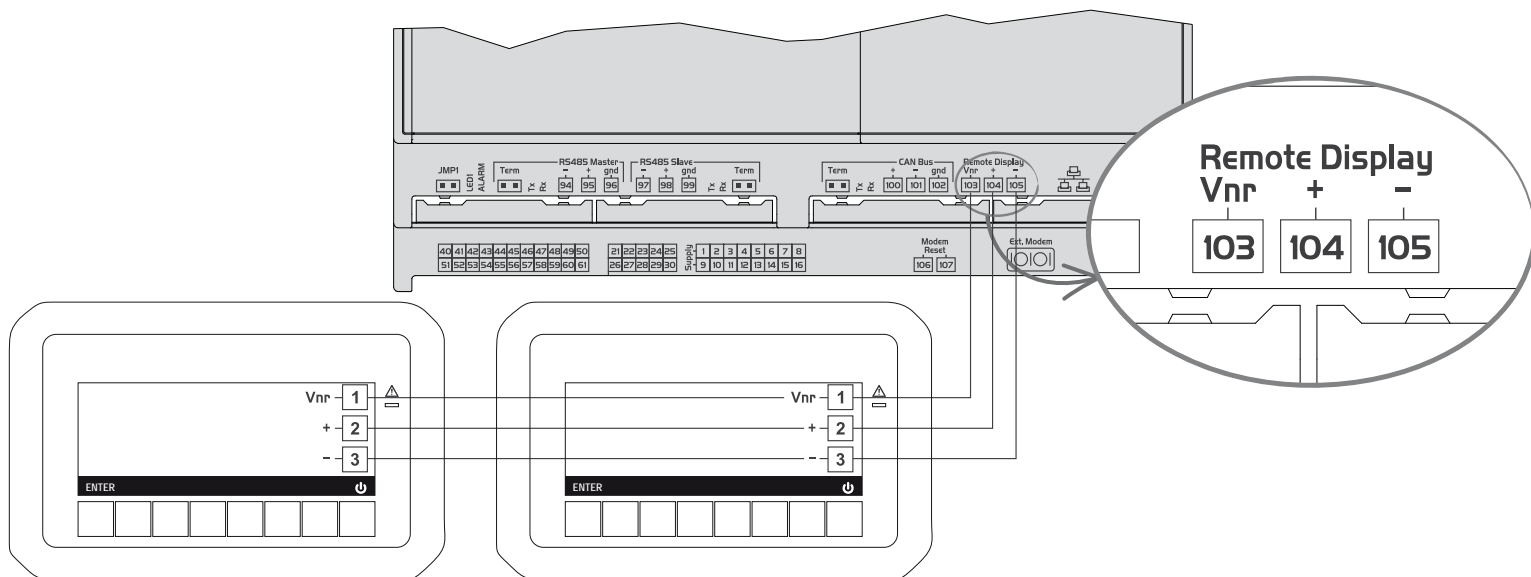 RS485 Master RS485 Slave CAN Bus Remote Display
JMP1 LED1 ALARM Term Tx Rx - + gnd - + gnd Tx Rx Term Term Tx Rx + - gnd Vnr + -
94 95 96 97 98 99 100 101 102 103 104 105
40 41 42 43 44 45 46 47 48 49 50 21 22 23 24 25 Supply 1 2 3 4 5 6 7 8
51 52 53 54 55 56 57 58 59 60 61 26 27 28 29 30 9 10 11 12 13 14 15 16
Modem
Reset
106 107
Ext. Modem
Remote Display
Vnr + -
103 104 105
Vnr 1
+ 2
- 3
ENTER
Vnr 1
+ 2
- 3
ENTER